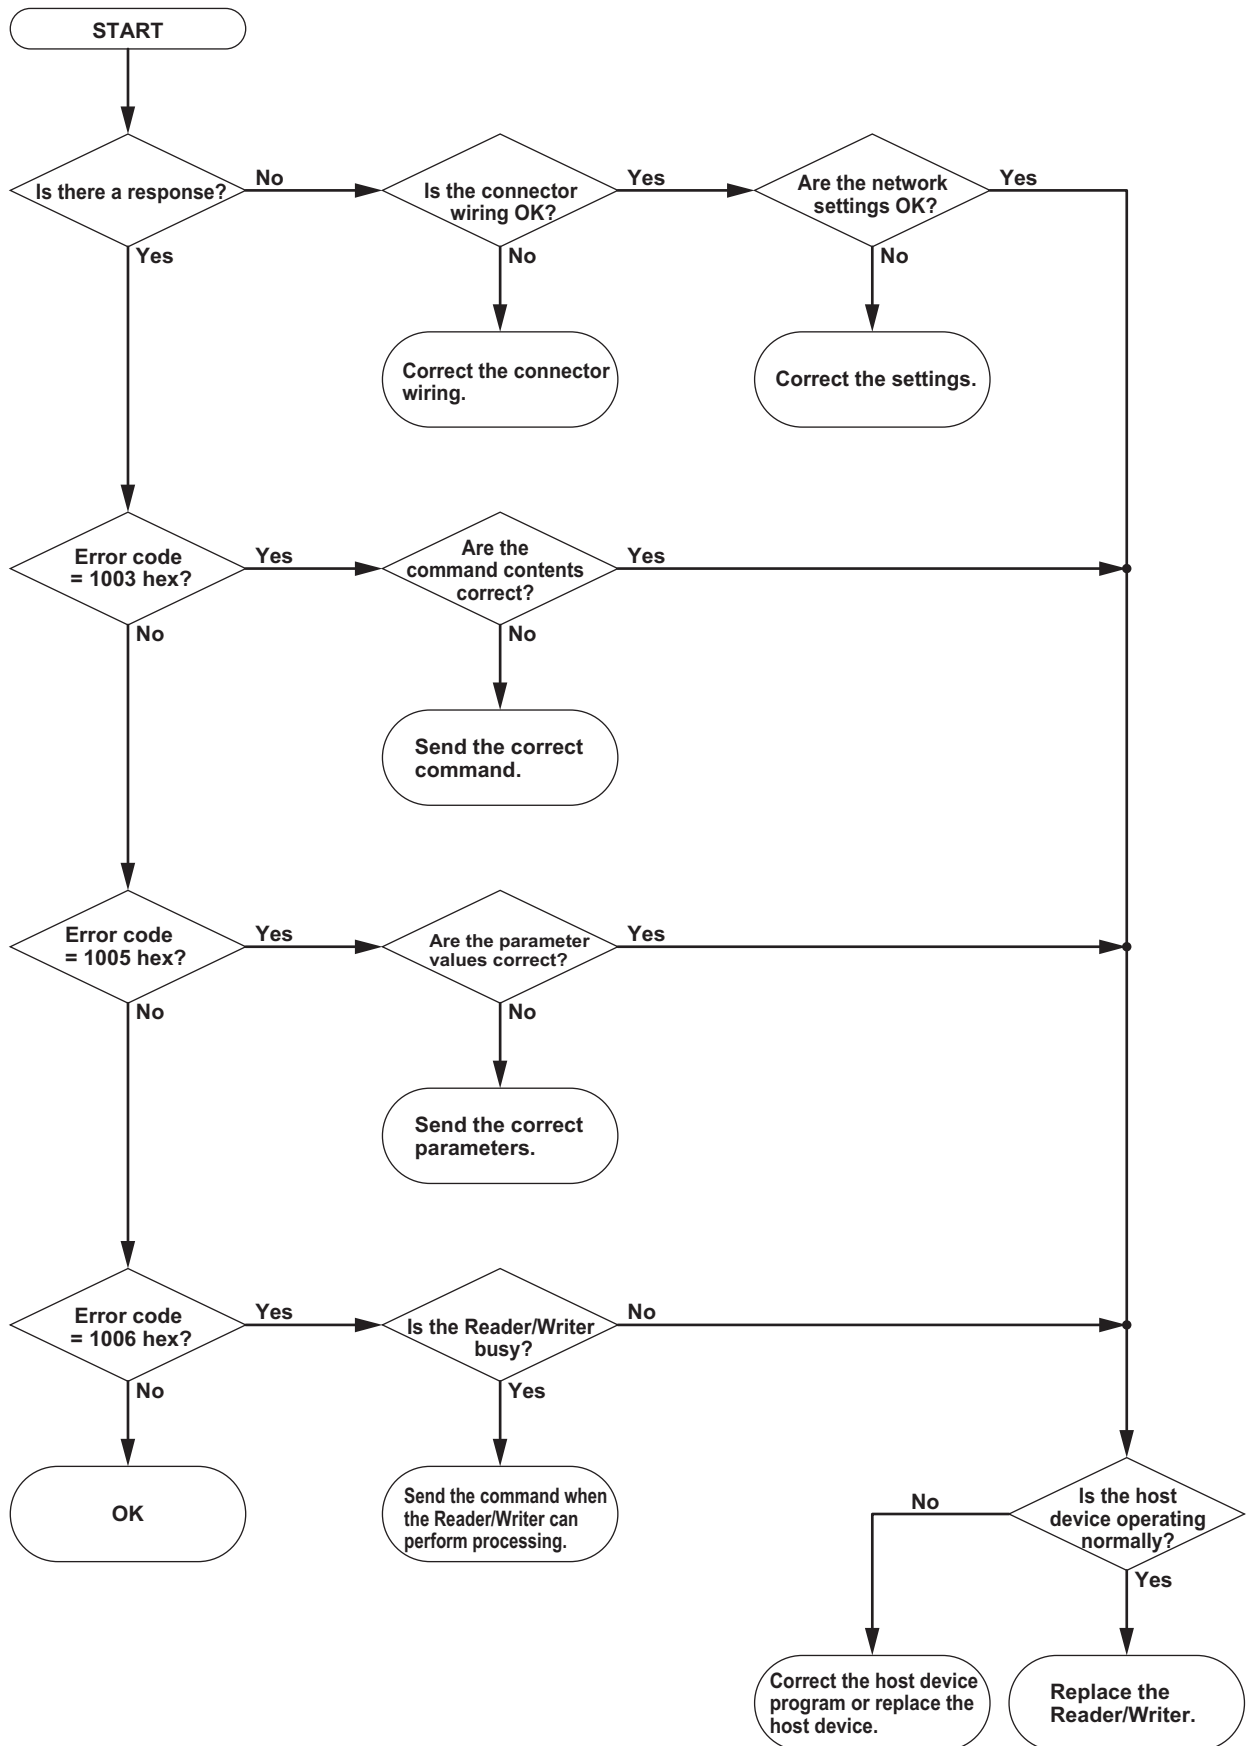 START
Is there a response?
No
Is the connector
wiring OK?
Yes
Are the network
settings OK?
Yes
Yes
No
No
Correct the connector
wiring.
Correct the settings.
Error code
= 1003 hex?
Yes
Are the
command contents
correct?
Yes
No
No
Send the correct
command.
Error code
= 1005 hex?
Yes
Are the parameter
values correct?
Yes
No
No
Send the correct
parameters.
Error code
= 1006 hex?
Yes
Is the Reader/Writer
busy?
No
No
Yes
OK
Send the command when
the Reader/Writer can
perform processing.
No
Is the host
device operating
normally?
Yes
Correct the host device
program or replace the
host device.
Replace the
Reader/Writer.